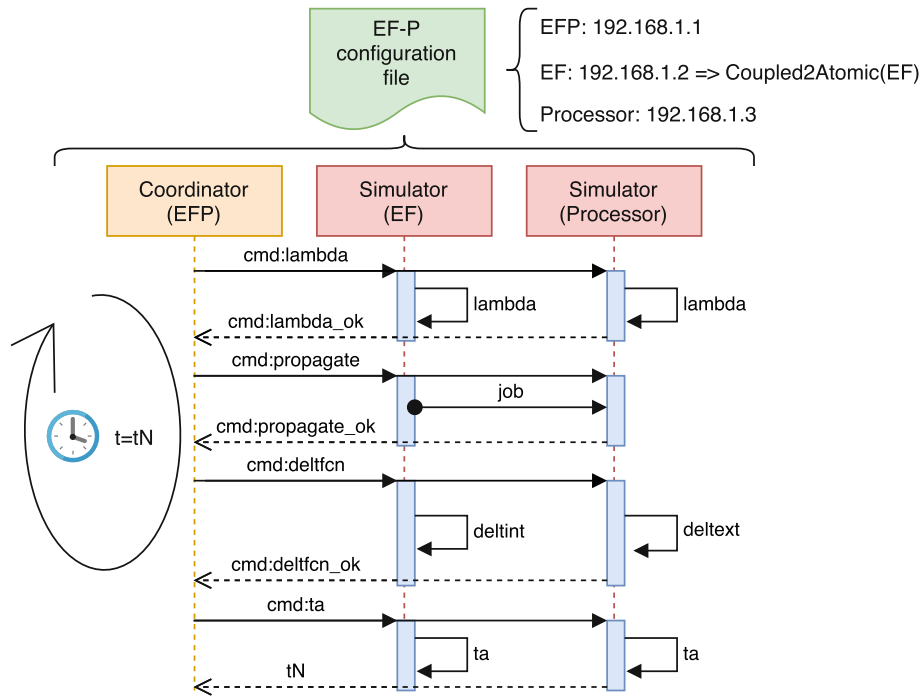 EF-P
configuration
file
EFP: 192.168.1.1
EF: 192.168.1.2 => Coupled2Atomic(EF)
Processor: 192.168.1.3
Coordinator
(EFP)
Simulator
(EF)
Simulator
(Processor)
cmd:lambda
lambda
lambda
cmd:lambda_ok
cmd:propagate
job
cmd:propagate_ok
t=tN
cmd:deltfcn
deltint
deltext
cmd:deltfcn_ok
cmd:ta
ta
ta
tN